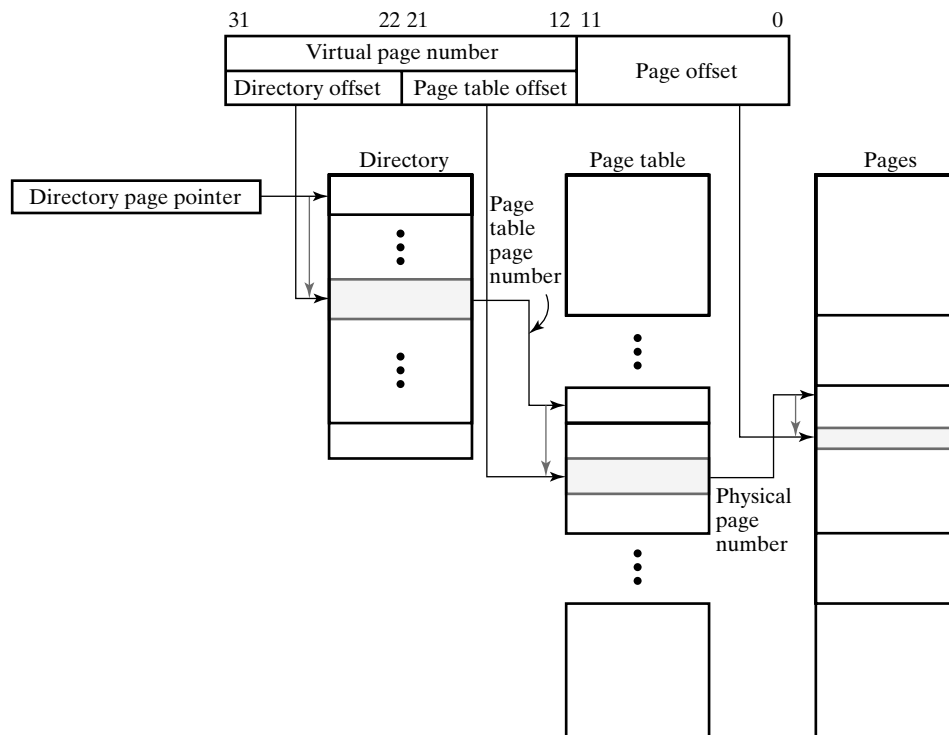 31 22 21 12 11 0
Virtual page number
Page offset
Directory offset Page table offset
Directory Page table Pages
Directory page pointer
Page
table
page
number
Physical
page
number